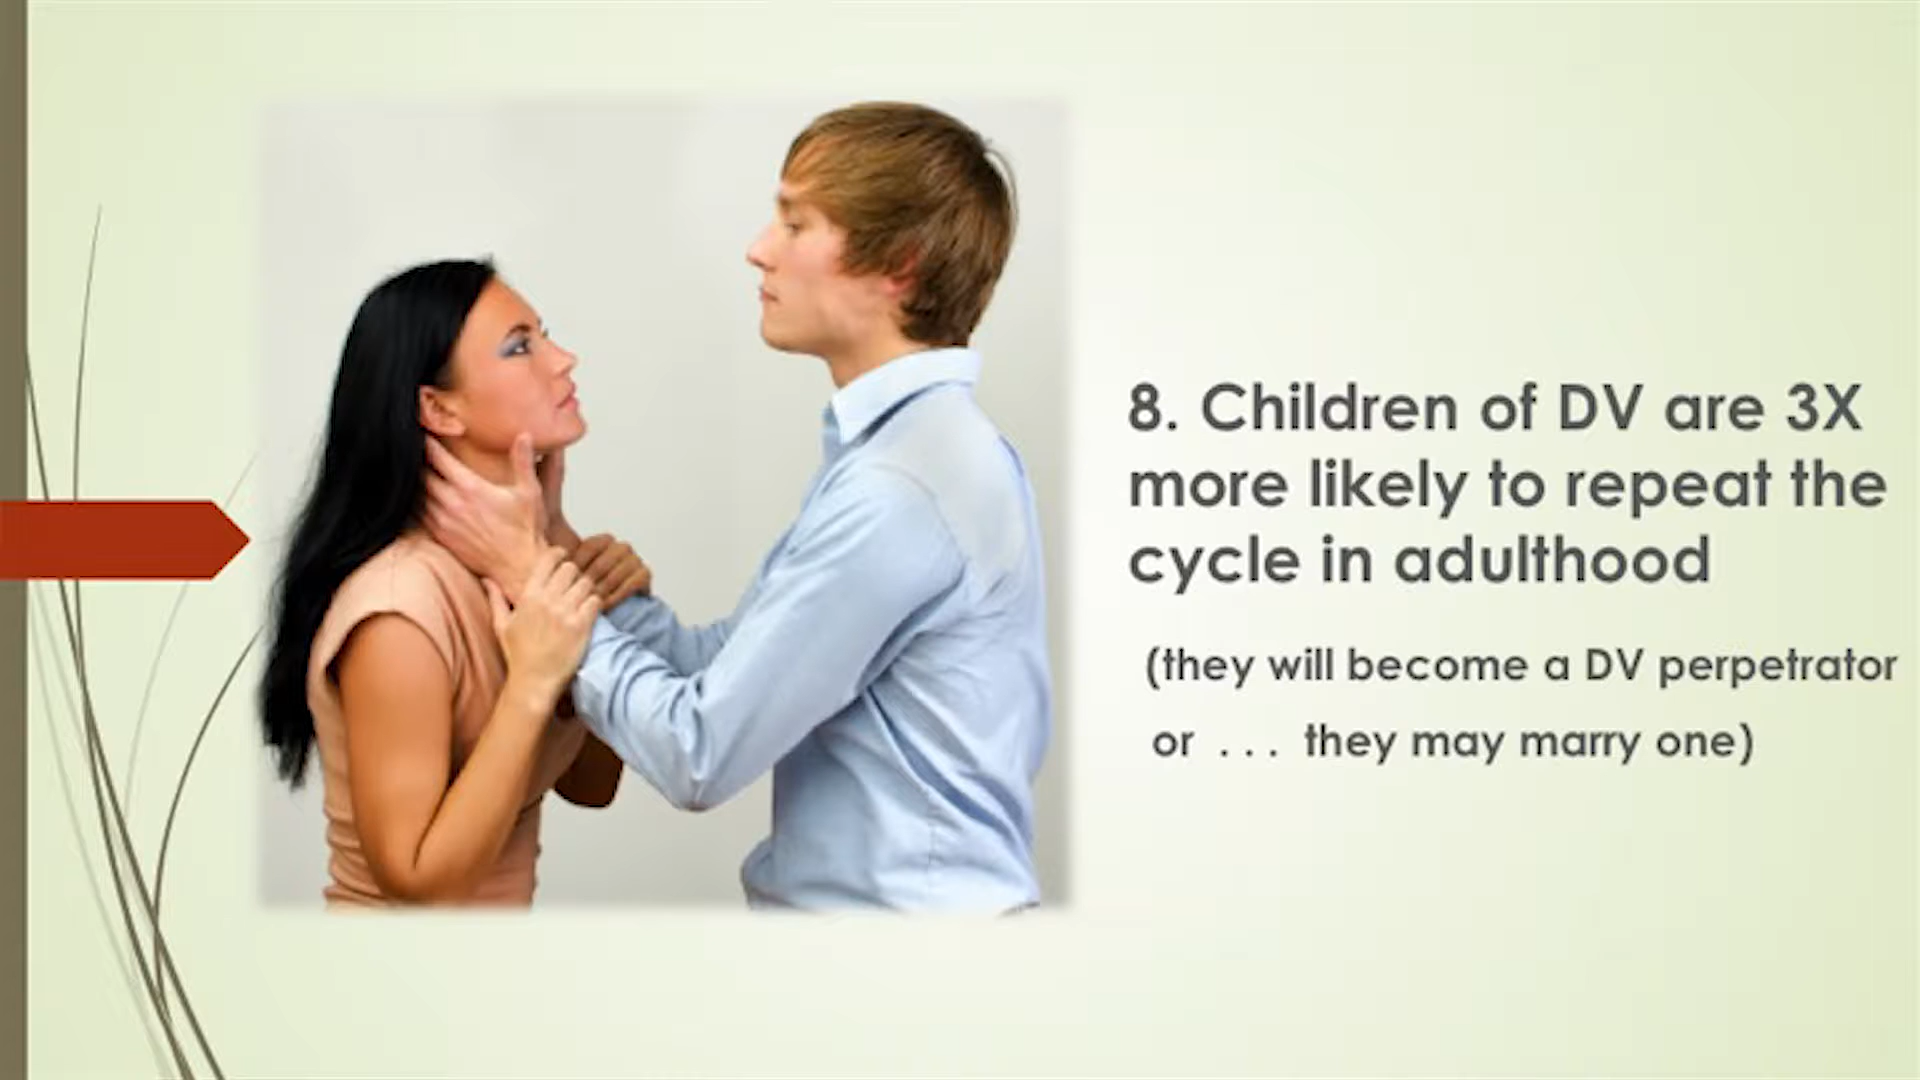 8. Children of DV are 3X
more likely to repeat the
cycle in adulthood
(they will become a DV perpetrator
or . . . they may marry one)